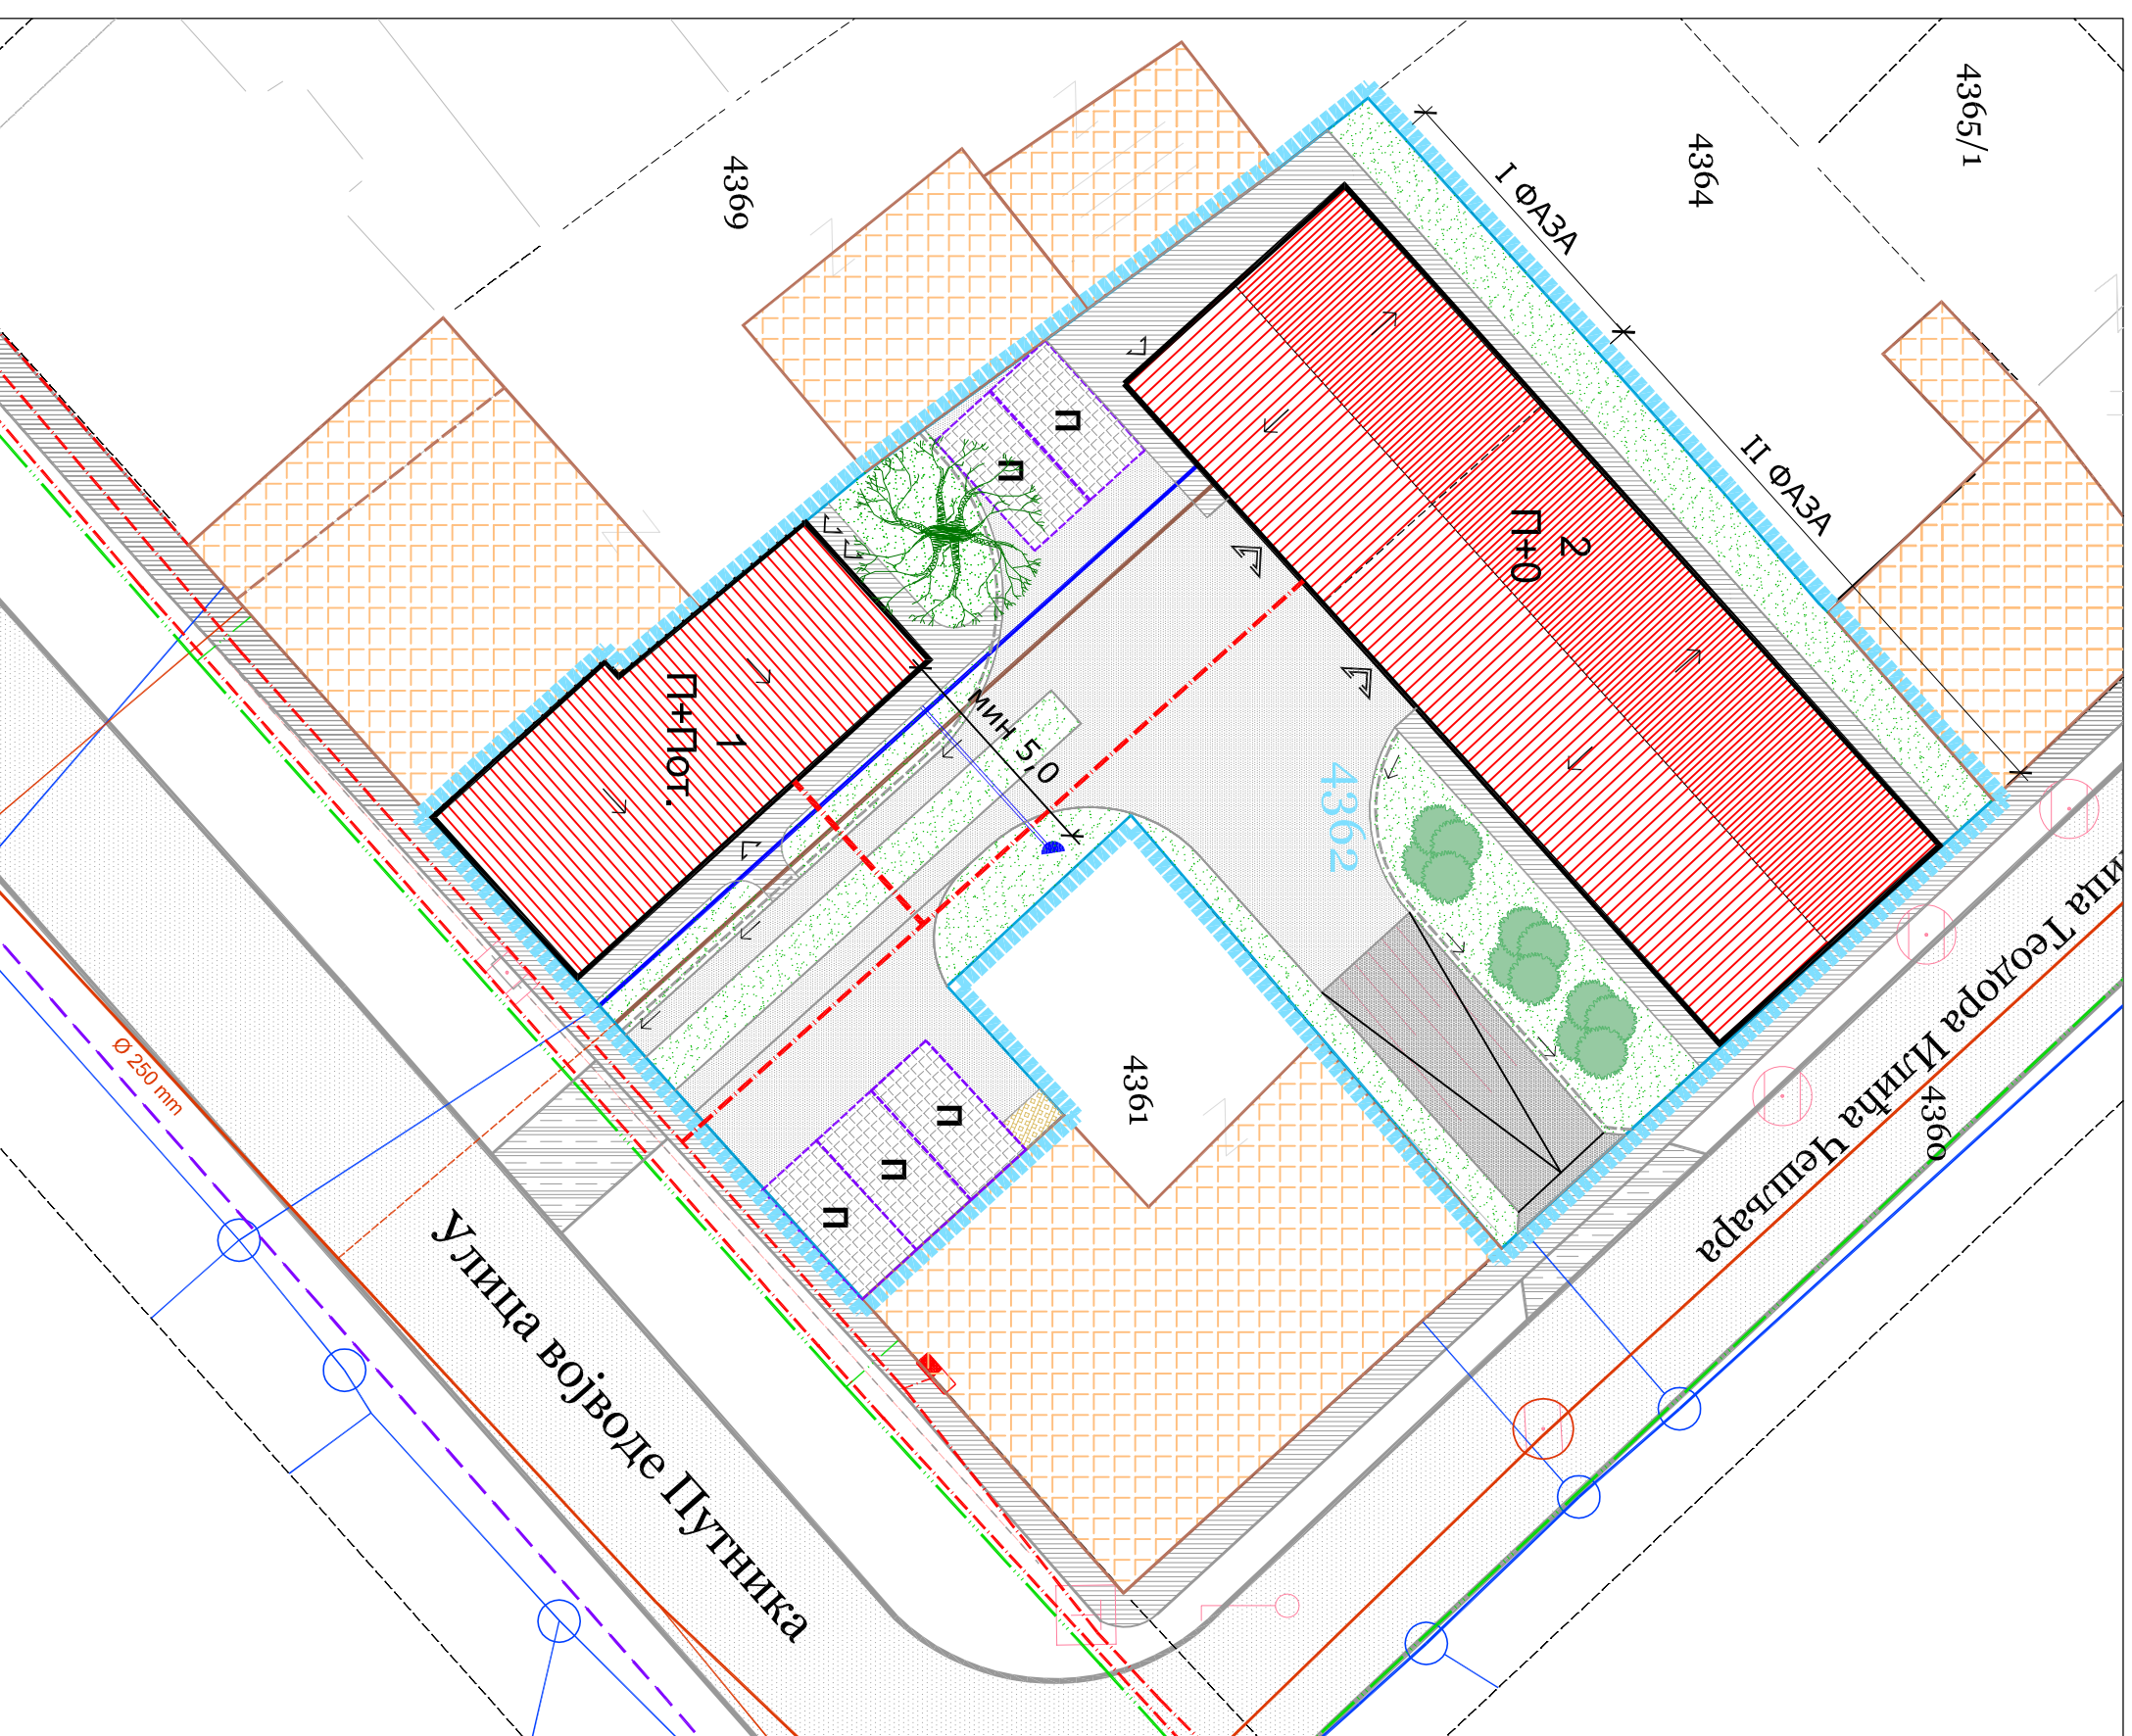 4365/1
4364
4369
I ФАЗА
II ФАЗА
П
П
2
П+0
1
П+Пот.
мин 5,0
4362
4361
4360
П
П
П
Ø 250 mm
Улица војводе Путника
Теодора Илића Чешљара